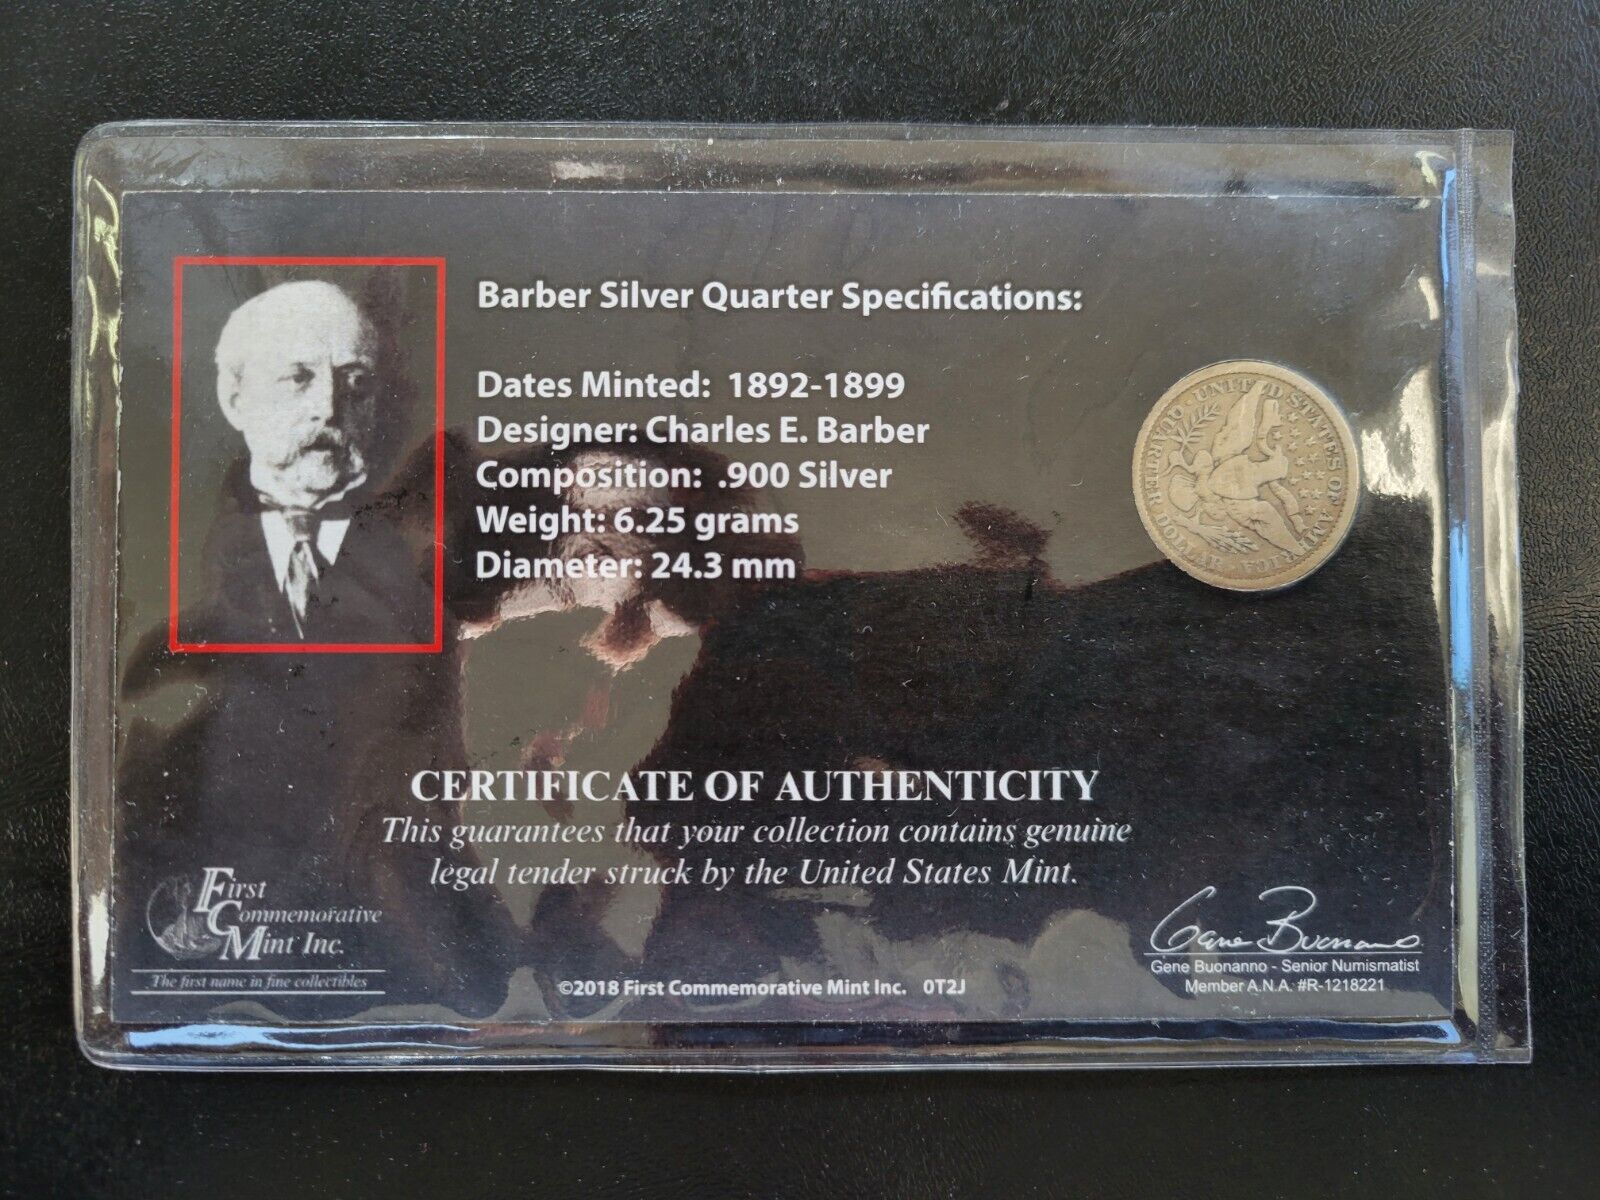 Barber Silver Quarter Specifications:
Dates Minted: 1892-1899
Designer: Charles E. Barber
Composition: .900 Silver
Weight: 6.25 grams
Diameter: 24.3 mm
UNITED STATES OF AMERICA
QUARTER DOLLAR
CERTIFICATE OF AUTHENTICITY
This guarantees that your collection contains genuine
legal tender struck by the United States Mint.
First
Commemorative
Mint Inc.
The first name in fine collectibles
©2018 First Commemorative Mint Inc. 0T2J
Gene Buonanno
Gene Buonanno - Senior Numismatist
Member A.N.A. #R-1218221